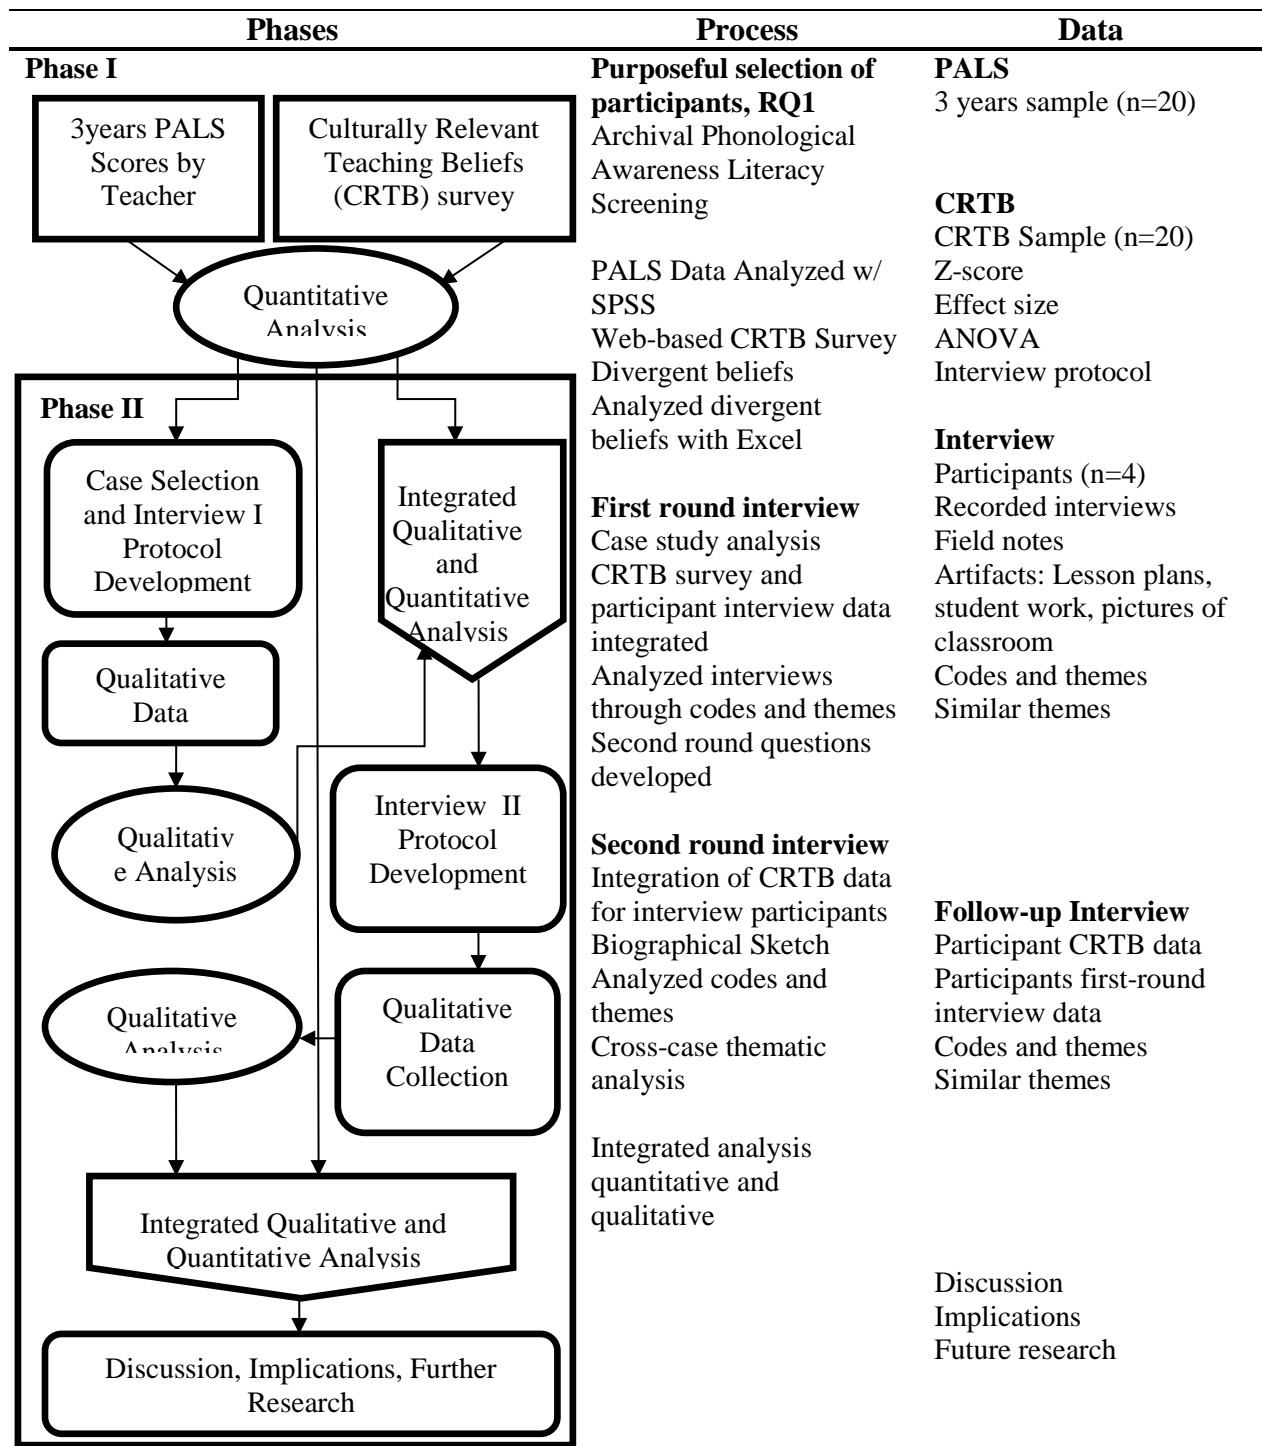 Phases
Process
Data
Phase I
3years PALS
Scores by
Teacher
Culturally Relevant
Teaching Beliefs
(CRTB) survey
Quantitative
Analysis
Phase II
Case Selection
and Interview I
Protocol
Development
Integrated
Qualitative
and
Quantitative
Analysis
Qualitative
Data
Qualitativ
e Analysis
Interview II
Protocol
Development
Qualitative
Analysis
Qualitative
Data
Collection
Integrated Qualitative and
Quantitative Analysis
Discussion, Implications, Further
Research
Purposeful selection of
participants, RQ1
Archival Phonological
Awareness Literacy
Screening
PALS Data Analyzed w/
SPSS
Web-based CRTB Survey
Divergent beliefs
Analyzed divergent
beliefs with Excel
First round interview
Case study analysis
CRTB survey and
participant interview data
integrated
Analyzed interviews
through codes and themes
Second round questions
developed
Second round interview
Integration of CRTB data
for interview participants
Biographical Sketch
Analyzed codes and
themes
Cross-case thematic
analysis
Integrated analysis
quantitative and
qualitative
PALS
3 years sample (n=20)
CRTB
CRTB Sample (n=20)
Z-score
Effect size
ANOVA
Interview protocol
Interview
Participants (n=4)
Recorded interviews
Field notes
Artifacts: Lesson plans,
student work, pictures of
classroom
Codes and themes
Similar themes
Follow-up Interview
Participant CRTB data
Participants first-round
interview data
Codes and themes
Similar themes
Discussion
Implications
Future research